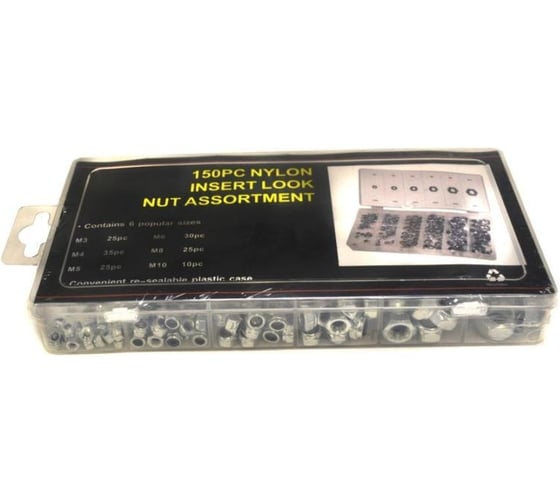 150PC NYLON
INSERT LOOK
NUT ASSORTMENT
• Contains 6 popular sizes
M3 25pc M6 30pc
M4 35pc M8 25pc
M5 25pc M10 10pc
Convenient re-sealable plastic case